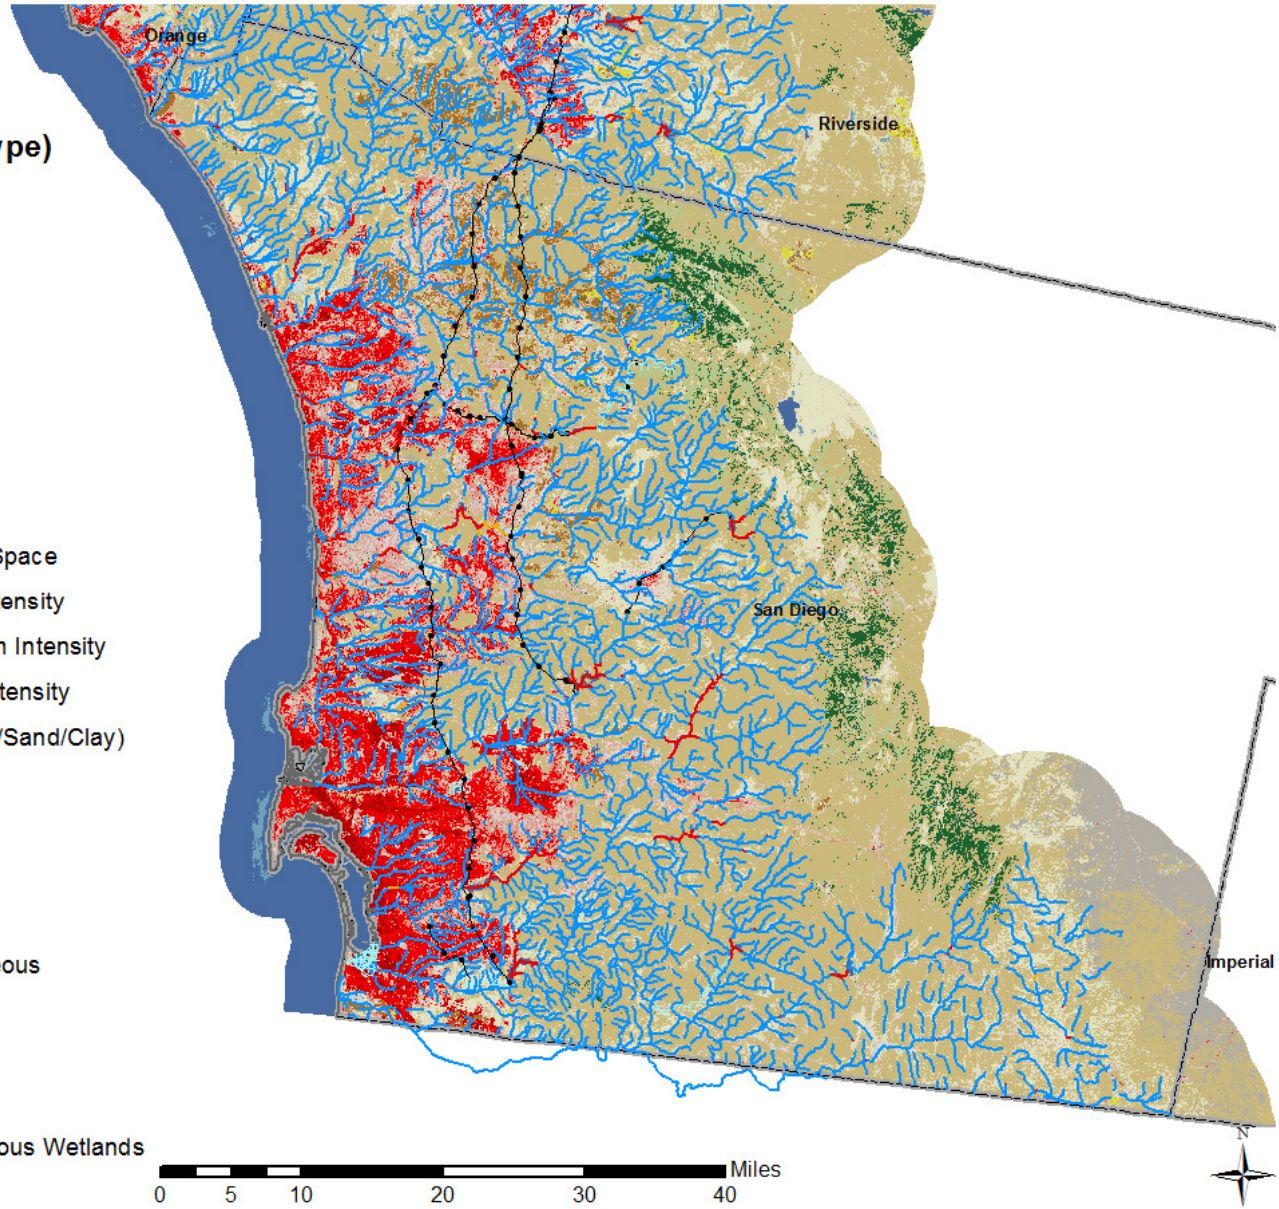 Orange
Riverside
ype)
Space
tensity
n Intensity
tensity
/Sand/Clay)
San Diego
Imperial
ous
ous Wetlands
Miles
0 5 10 20 30 40
N